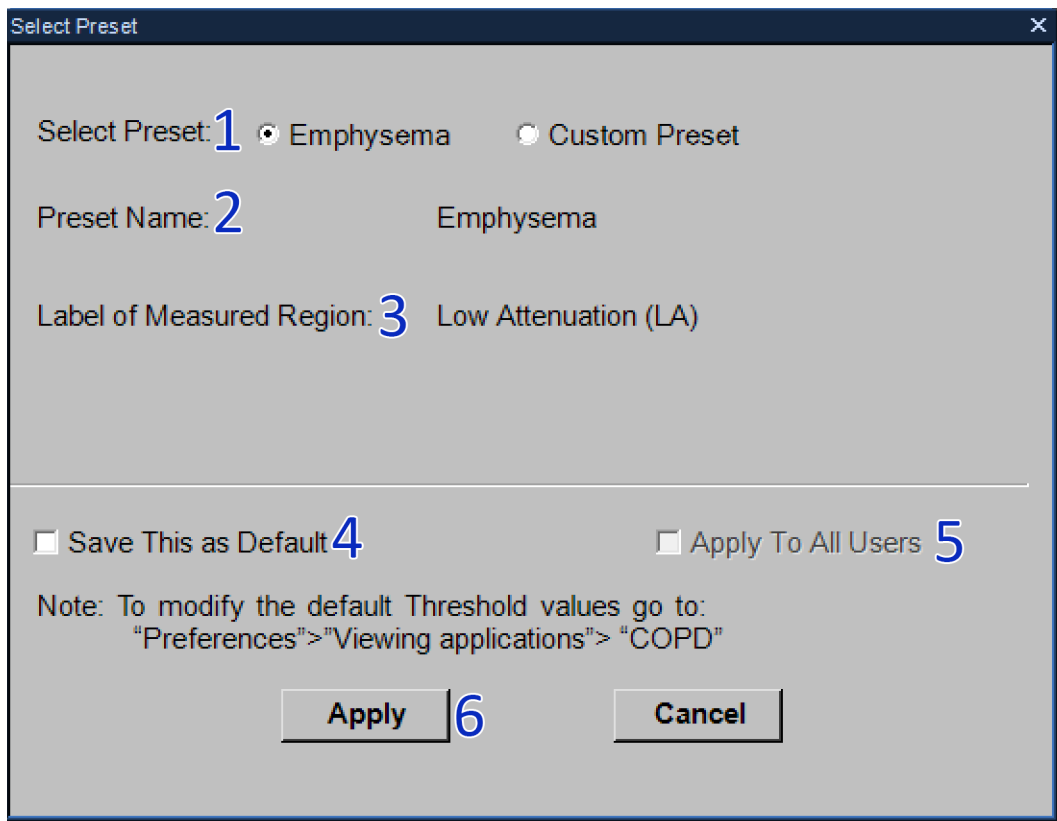 Select Preset
Select Preset: 1 Emphysema Custom Preset
Preset Name: 2 Emphysema
Label of Measured Region: 3 Low Attenuation (LA)
Save This as Default 4 Apply To All Users 5
Note: To modify the default Threshold values go to:
“Preferences”>”Viewing applications”> “COPD”
Apply 6 Cancel